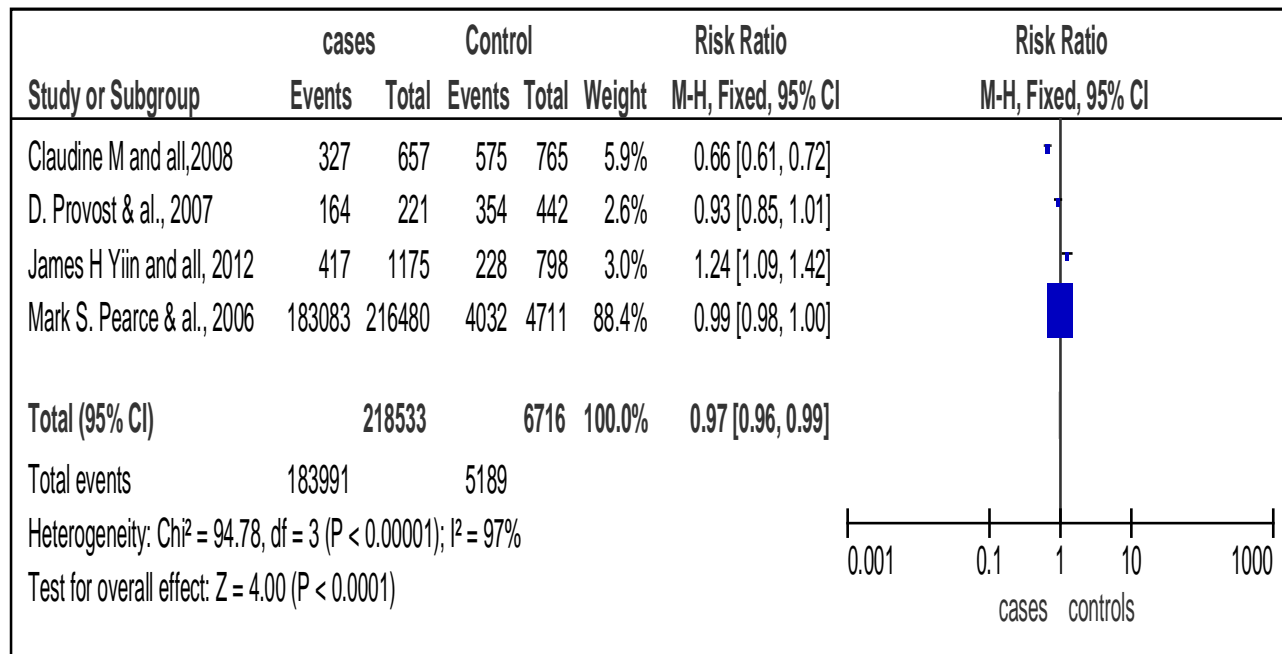 cases Control Risk Ratio Risk Ratio
Study or Subgroup Events Total Events Total Weight M-H, Fixed, 95% CI M-H, Fixed, 95% CI
Claudine M and all,2008 327 657 575 765 5.9% 0.66 [0.61, 0.72]
D. Provost & al., 2007 164 221 354 442 2.6% 0.93 [0.85, 1.01]
James H Yiin and all, 2012 417 1175 228 798 3.0% 1.24 [1.09, 1.42]
Mark S. Pearce & al., 2006 183083 216480 4032 4711 88.4% 0.99 [0.98, 1.00]
Total (95% CI) 218533 6716 100.0% 0.97 [0.96, 0.99]
Total events 183991 5189
Heterogeneity: Chi² = 94.78, df = 3 (P < 0.00001); I² = 97%
Test for overall effect: Z = 4.00 (P < 0.0001)
0.001 0.1 1 10 1000
cases controls